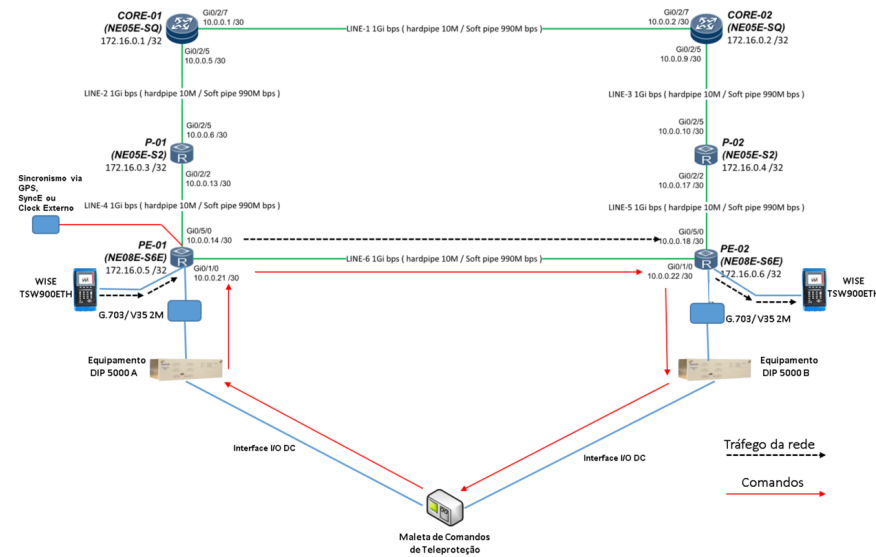 CORE-01
(NE05E-SQ)
172.16.0.1 /32
Gi0/2/7
10.0.0.1 /30
LINE-1 1Gi bps ( hardpipe 10M / Soft pipe 990M bps )
Gi0/2/7
10.0.0.2 /30
CORE-02
(NE05E-SQ)
172.16.0.2 /32
Gi0/2/5
10.0.0.5 /30
Gi0/2/5
10.0.0.9 /30
LINE-2 1Gi bps ( hardpipe 10M / Soft pipe 990M bps )
LINE-3 1Gi bps ( hardpipe 10M / Soft pipe 990M bps )
Gi0/2/5
10.0.0.6 /30
Gi0/2/5
10.0.0.10 /30
P-01
(NE05E-S2)
172.16.0.3 /32
R
P-02
(NE05E-S2)
172.16.0.4 /32
R
Gi0/2/2
10.0.0.13 /30
Gi0/2/2
10.0.0.17 /30
Sincronismo via
GPS,
SyncE ou
Clock Externo
LINE-4 1Gi bps ( hardpipe 10M / Soft pipe 990M bps )
LINE-5 1Gi bps ( hardpipe 10M / Soft pipe 990M bps )
Gi0/5/0
10.0.0.14 /30
Gi0/5/0
10.0.0.18 /30
PE-01
(NE08E-S6E)
172.16.0.5 /32
R
LINE-6 1Gi bps ( hardpipe 10M / Soft pipe 990M bps )
PE-02
(NE08E-S6E)
172.16.0.6 /32
R
Gi0/1/0
10.0.0.21 /30
Gi0/1/0
10.0.0.22 /30
WISE
TSW900ETH
WISE
TSW900ETH
G.703/ V35 2M
G.703/ V35 2M
Equipamento
DIP 5000 A
Equipamento
DIP 5000 B
Interface I/O DC
Interface I/O DC
Tráfego da rede
Comandos
Maleta de Comandos
de Teleproteção